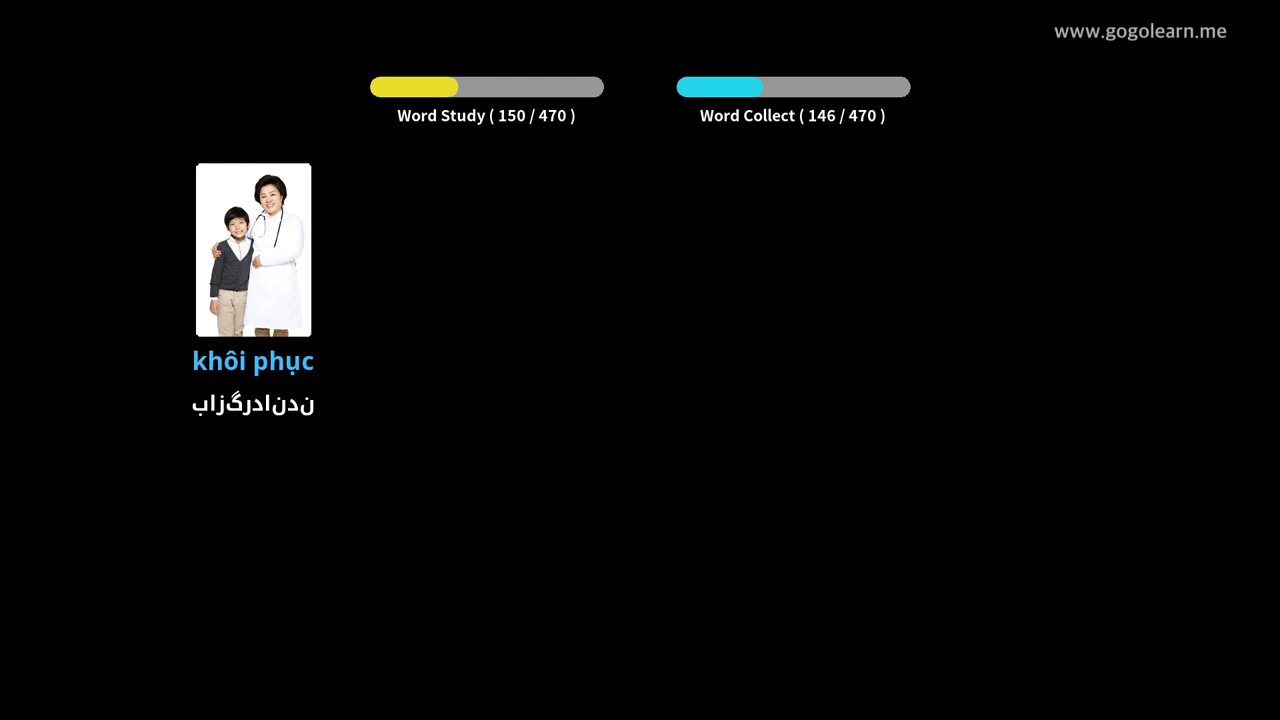 www.gogolearn.me
Word Study ( 150 / 470 )
Word Collect ( 146 / 470 )
khôi phục
بازگرداندن